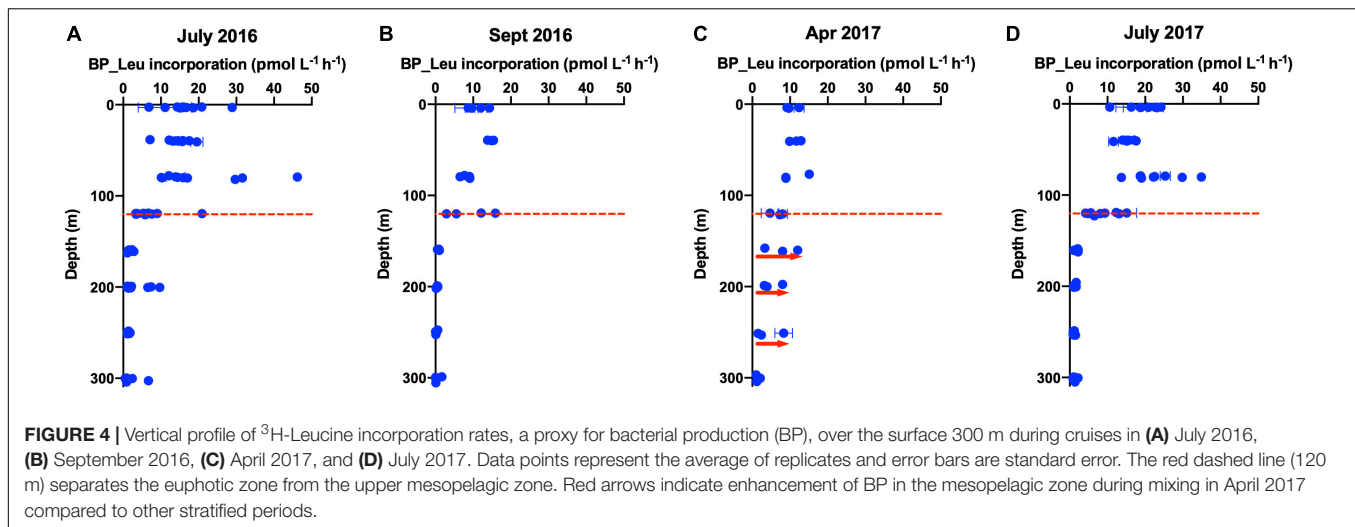 A July 2016
BP_Leu incorporation (pmol L⁻¹ h⁻¹)
0 10 20 30 40 50
0
100
200
300
Depth (m)
B Sept 2016
BP_Leu incorporation (pmol L⁻¹ h⁻¹)
0 10 20 30 40 50
0
100
200
300
Depth (m)
C Apr 2017
BP_Leu incorporation (pmol L⁻¹ h⁻¹)
0 10 20 30 40 50
0
100
200
300
Depth (m)
D July 2017
BP_Leu incorporation (pmol L⁻¹ h⁻¹)
0 10 20 30 40 50
0
100
200
300
Depth (m)
FIGURE 4 | Vertical profile of ³H-Leucine incorporation rates, a proxy for bacterial production (BP), over the surface 300 m during cruises in (A) July 2016,
(B) September 2016, (C) April 2017, and (D) July 2017. Data points represent the average of replicates and error bars are standard error. The red dashed line (120
m) separates the euphotic zone from the upper mesopelagic zone. Red arrows indicate enhancement of BP in the mesopelagic zone during mixing in April 2017
compared to other stratified periods.